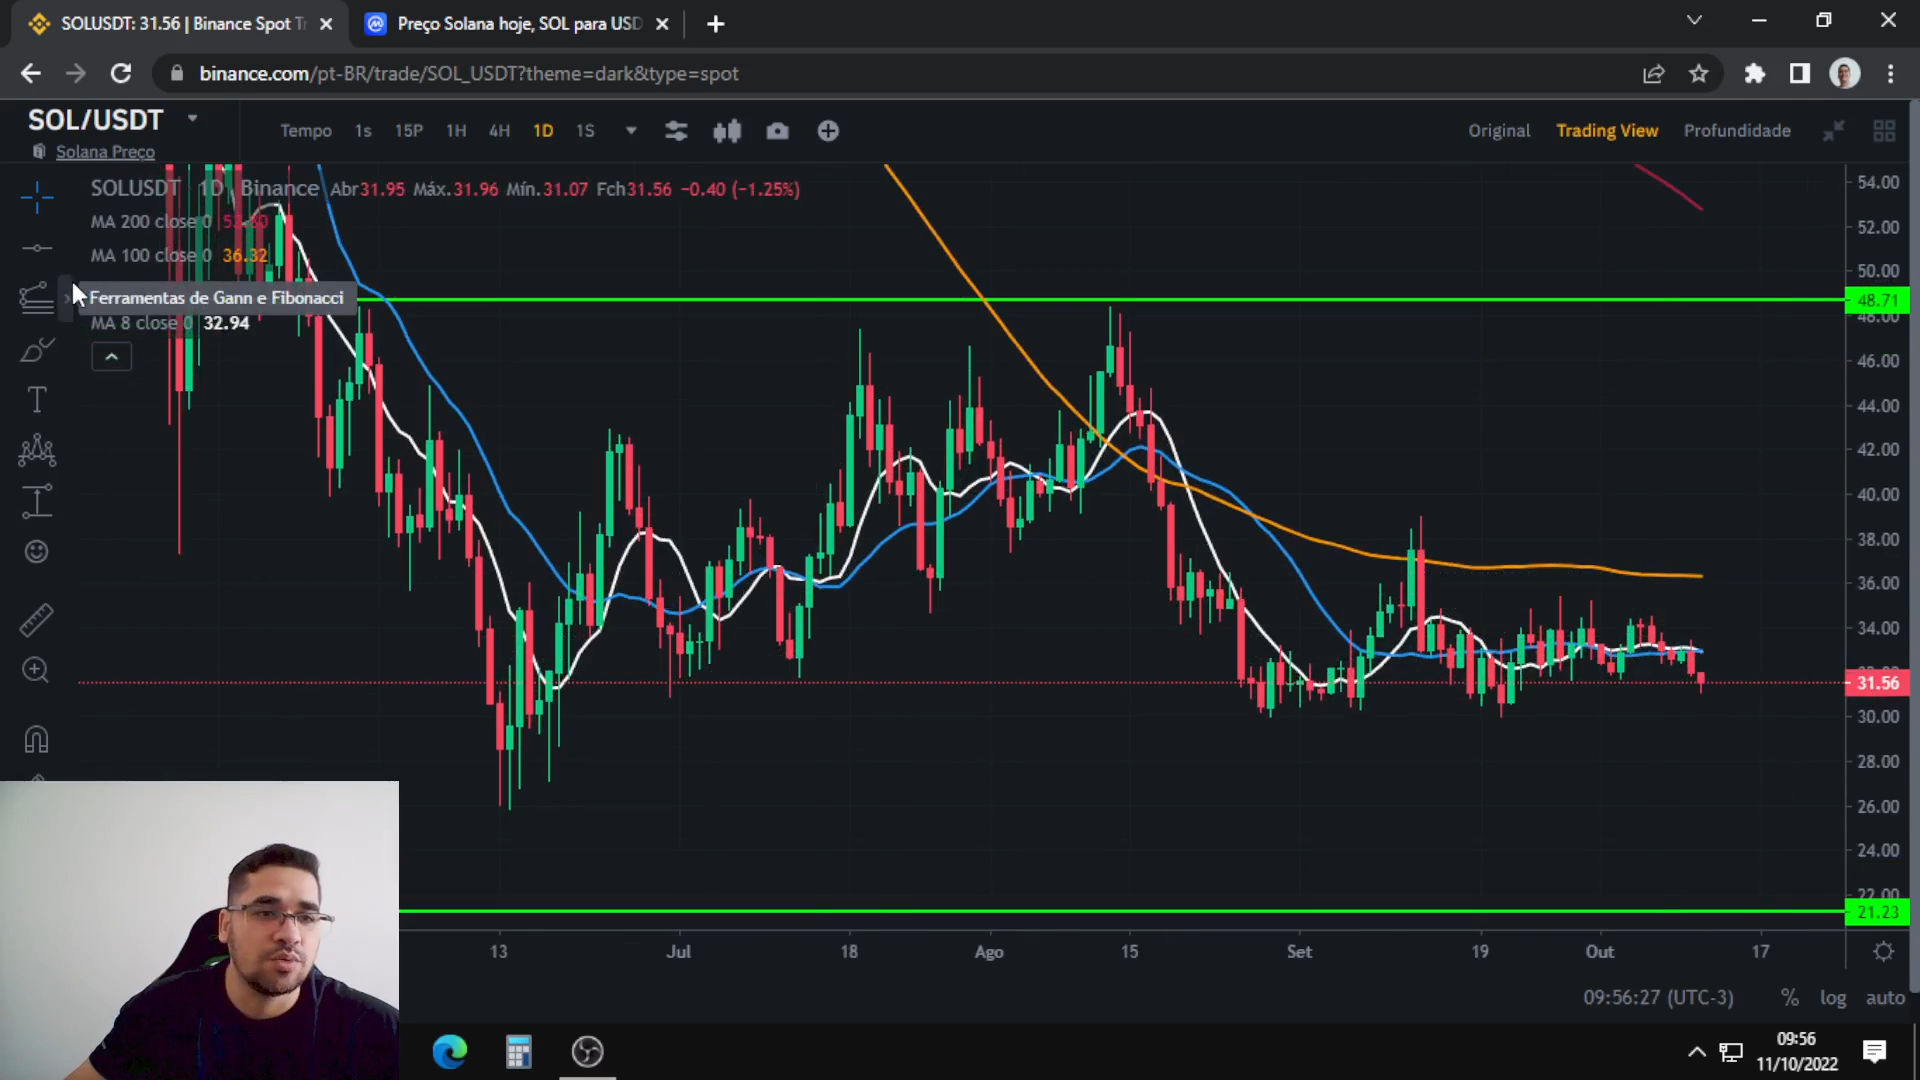 SOLUSDT: 31.56 | Binance Spot Tr
Preço Solana hoje, SOL para USD
binance.com/pt-BR/trade/SOL_USDT?theme=dark&type=spot
SOL/USDT
Solana Preço
Tempo 1s 15P 1H 4H 1D 1S
Original Trading View Profundidade
SOLUSDT 1D Binance Abr31.95 Máx.31.96 Mín.31.07 Fch31.56 −0.40 (−1.25%)
MA 200 close 0
MA 100 close 0 36.32
Ferramentas de Gann e Fibonacci
MA 8 close 0 32.94
54.00
52.00
50.00
48.71
48.00
46.00
44.00
42.00
40.00
38.00
36.00
34.00
31.56
30.00
28.00
26.00
24.00
22.00
21.23
13 Jul 18 Ago 15 Set 19 Out 17
09:56:27 (UTC-3) % log auto
09:56
11/10/2022